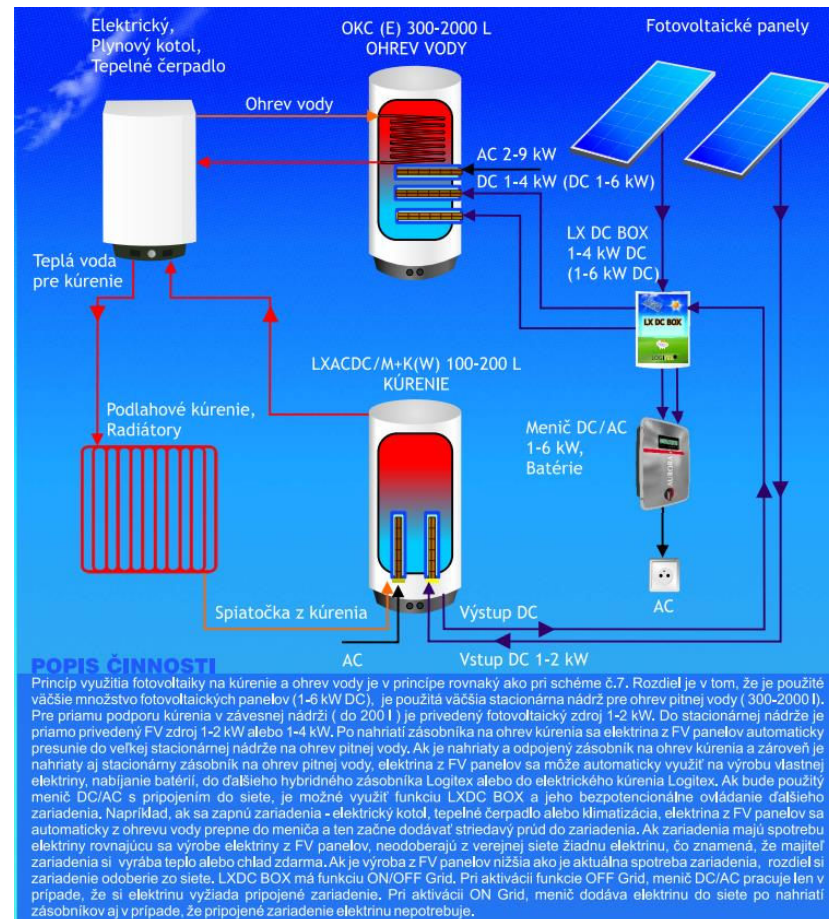 Elektrický,
Plynový kotol,
Tepelné čerpadlo
OKC (E) 300-2000 L
OHREV VODY
Fotovoltaické panely
Ohrev vody
AC 2-9 kW
DC 1-4 kW (DC 1-6 kW)
LX DC BOX
1-4 kW DC
(1-6 kW DC)
Teplá voda
pre kúrenie
LX DC BOX
LXACDC/M+K(W) 100-200 L
KÚRENIE
Podlahové kúrenie,
Radiátory
Menič DC/AC
1-6 kW,
Batérie
AC
Spiatočka z kúrenia
Výstup DC
AC
Vstup DC 1-2 kW
POPIS ČINNOSTI
Princíp využitia fotovoltaiky na kúrenie a ohrev vody je v princípe rovnaký ako pri schéme č.7. Rozdiel je v tom, že je použité
väčšie množstvo fotovoltaických panelov (1-6 kW DC), je použitá väčšia stacionárna nádrž pre ohrev pitnej vody ( 300-2000 l).
Pre priamu podporu kúrenia v závesnej nádrži ( do 200 l ) je privedený fotovoltaický zdroj 1-2 kW. Do stacionárnej nádrže je
priamo privedený FV zdroj 1-2 kW alebo 1-4 kW. Po nahriatí zásobníka na ohrev kúrenia sa elektrina z FV panelov automaticky
presunie do veľkej stacionárnej nádrže na ohrev pitnej vody. Ak je nahriaty a odpojený zásobník na ohrev kúrenia a zároveň je
nahriaty aj stacionárny zásobník na ohrev pitnej vody, elektrina z FV panelov sa môže automaticky využiť na výrobu vlastnej
elektriny, nabíjanie batérií, do ďalšieho hybridného zásobníka Logitex alebo do elektrického kúrenia Logitex. Ak bude použitý
menič DC/AC s pripojením do siete, je možné využiť funkciu LXDC BOX a jeho bezpotencionálne ovládanie ďalšieho
zariadenia. Napríklad, ak sa zapnú zariadenia - elektrický kotol, tepelné čerpadlo alebo klimatizácia, elektrina z FV panelov sa
automaticky z ohrevu vody prepne do meniča a ten začne dodávať striedavý prúd do zariadenia. Ak zariadenia majú spotrebu
elektriny rovnajúcu sa výrobe elektriny z FV panelov, neodoberajú z verejnej siete žiadnu elektrinu, čo znamená, že majiteľ
zariadenia si vyrába teplo alebo chlad zdarma. Ak je výroba z FV panelov nižšia ako je aktuálna spotreba zariadenia, rozdiel si
zariadenie odoberie zo siete. LXDC BOX má funkciu ON/OFF Grid. Pri aktivácii funkcie OFF Grid, menič DC/AC pracuje len v
prípade, že si elektrinu vyžiada pripojené zariadenie. Pri aktivácii ON Grid, menič dodáva elektrinu do siete po nahriatí
zásobníkov aj v prípade, že pripojené zariadenie elektrinu nepotrebuje.